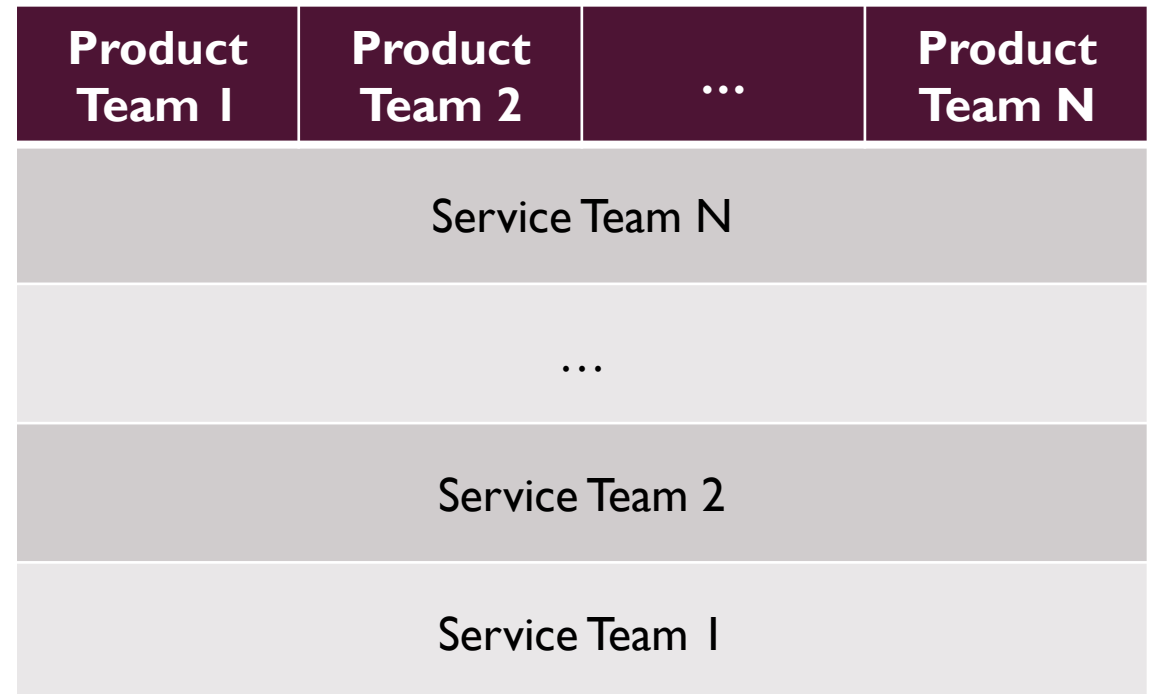 Product
Team 1
Product
Team 2
...
Product
Team N
Service Team N
...
Service Team 2
Service Team 1